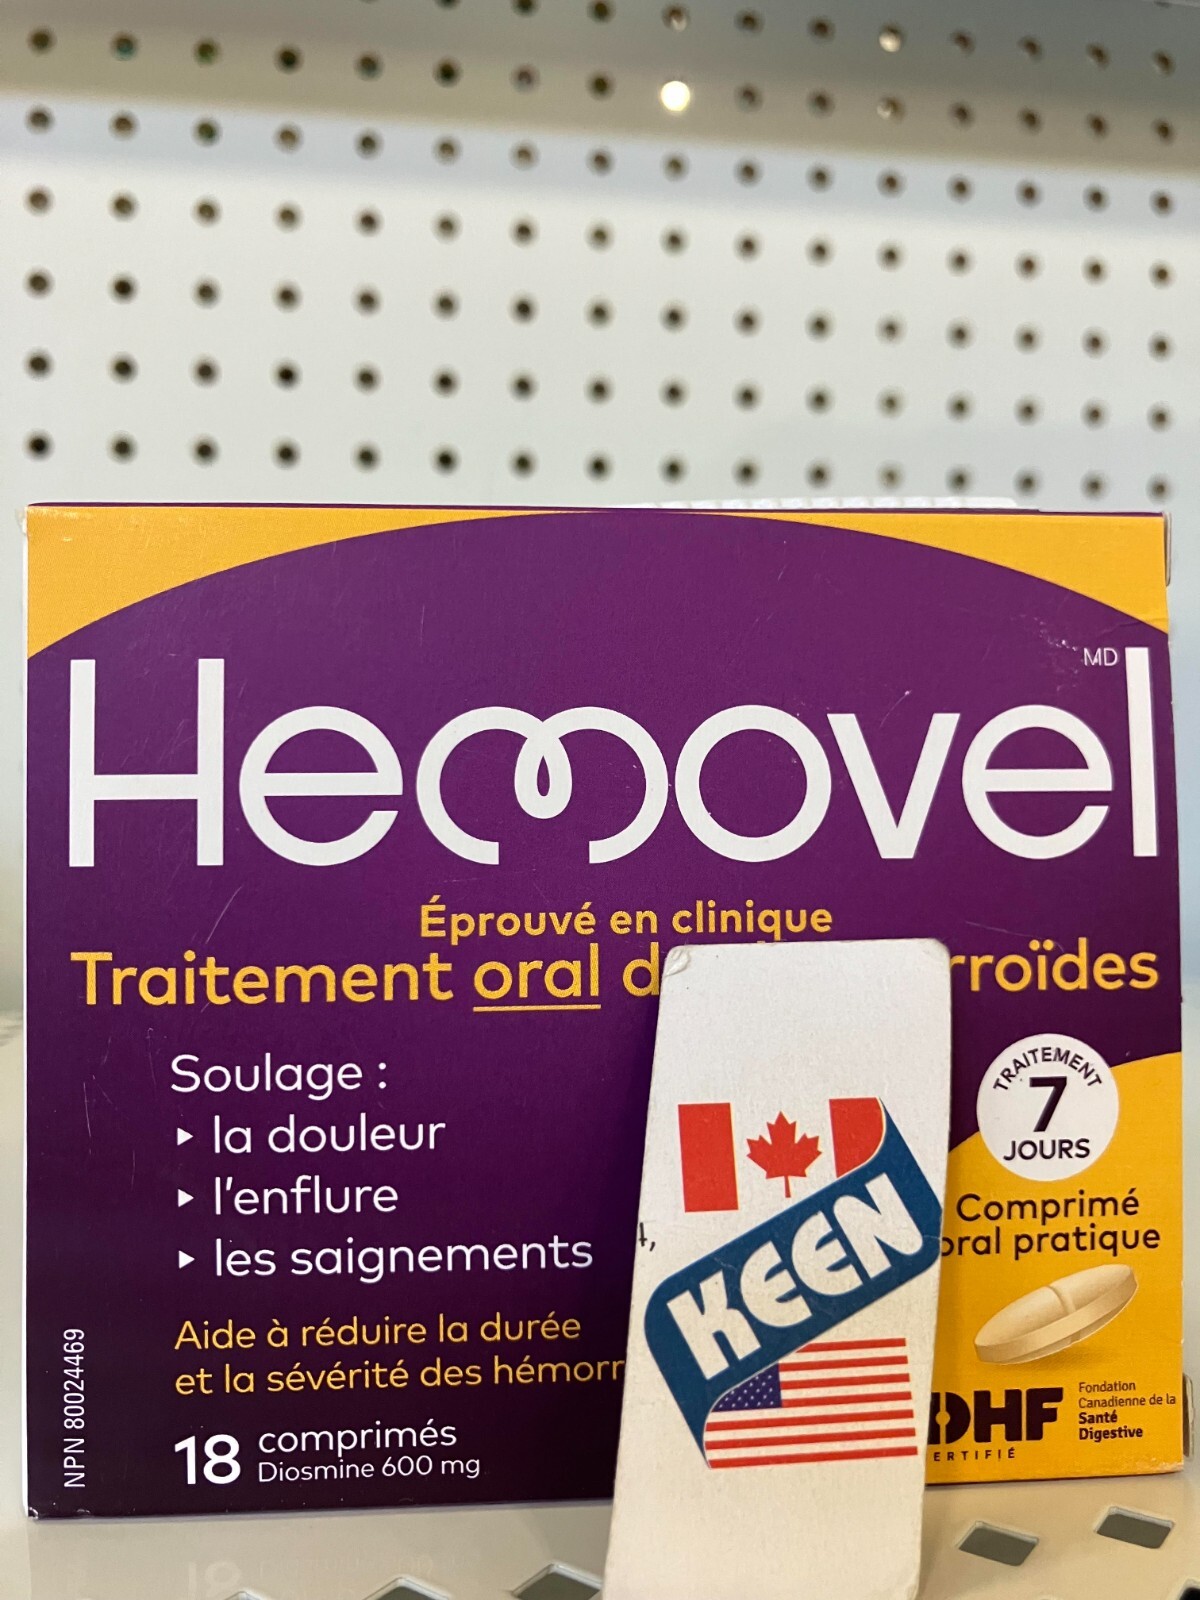 Hemovel
MD
Éprouvé en clinique
Traitement oral
Soulage :
▸ la douleur
▸ l'enflure
▸ les saignements
Aide à réduire la durée
et la sévérité des
18 comprimés
Diosmine 600 mg
NPN 80024469
TRAITEMENT
7
JOURS
Comprimé
oral pratique
Fondation
Canadienne de la
Santé
Digestive
KEEN